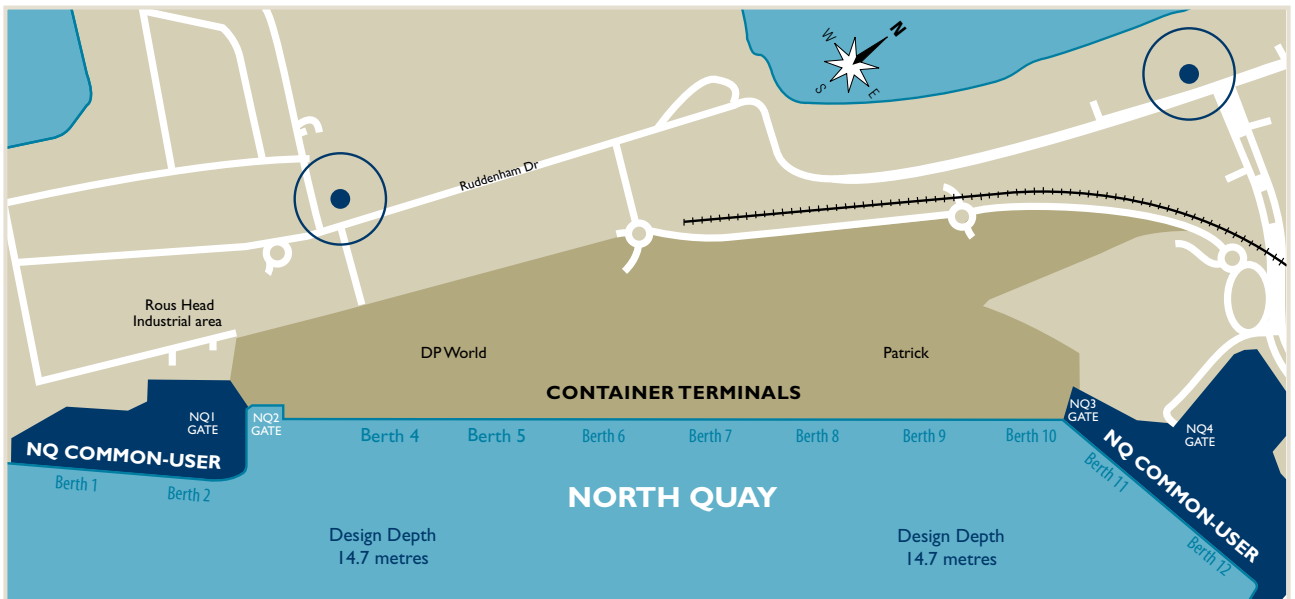 N
W
S
E
Ruddenham Dr
Rous Head
Industrial area
DP World
Patrick
CONTAINER TERMINALS
NQ1
GATE
NQ2
GATE
NQ3
GATE
NQ4
GATE
NQ COMMON-USER
NQ COMMON-USER
Berth 1
Berth 2
Berth 4
Berth 5
Berth 6
Berth 7
Berth 8
Berth 9
Berth 10
Berth 11
Berth 12
NORTH QUAY
Design Depth
14.7 metres
Design Depth
14.7 metres